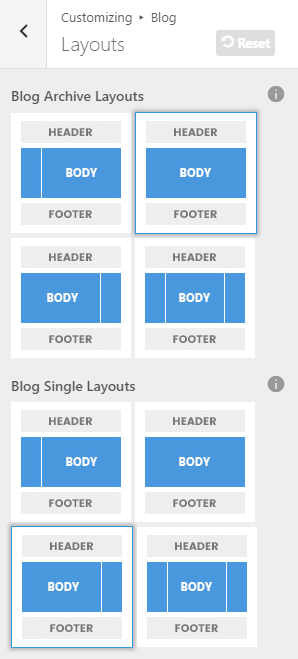 Customizing ▸ Blog
Layouts
Reset
Blog Archive Layouts
HEADER HEADER
BODY BODY
FOOTER FOOTER
HEADER HEADER
BODY BODY
FOOTER FOOTER
Blog Single Layouts
HEADER HEADER
BODY BODY
FOOTER FOOTER
HEADER HEADER
BODY BODY
FOOTER FOOTER